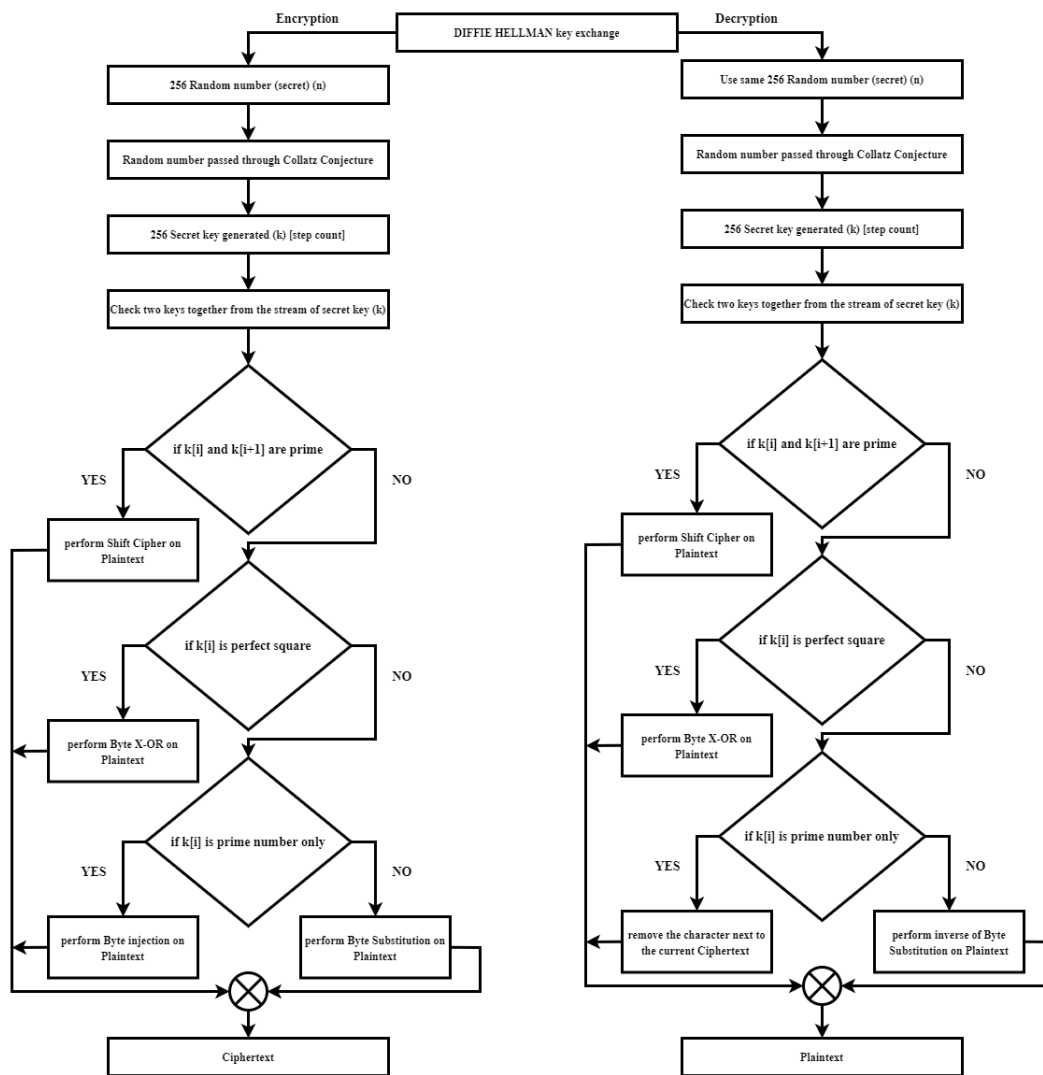 Encryption
DIFFIE HELLMAN key exchange
Decryption
256 Random number (secret) (n)
Random number passed through Collatz Conjecture
256 Secret key generated (k) [step count]
Check two keys together from the stream of secret key (k)
if k[i] and k[i+1] are prime
YES
NO
perform Shift Cipher on
Plaintext
if k[i] is perfect square
YES
NO
perform Byte X-OR on
Plaintext
if k[i] is prime number only
YES
NO
perform Byte injection on
Plaintext
perform Byte Substitution on
Plaintext
Ciphertext
Use same 256 Random number (secret) (n)
Random number passed through Collatz Conjecture
256 Secret key generated (k) [step count]
Check two keys together from the stream of secret key (k)
if k[i] and k[i+1] are prime
YES
NO
perform Shift Cipher on
Plaintext
if k[i] is perfect square
YES
NO
perform Byte X-OR on
Plaintext
if k[i] is prime number only
YES
NO
remove the character next to
the current Ciphertext
perform inverse of Byte
Substitution on Plaintext
Plaintext